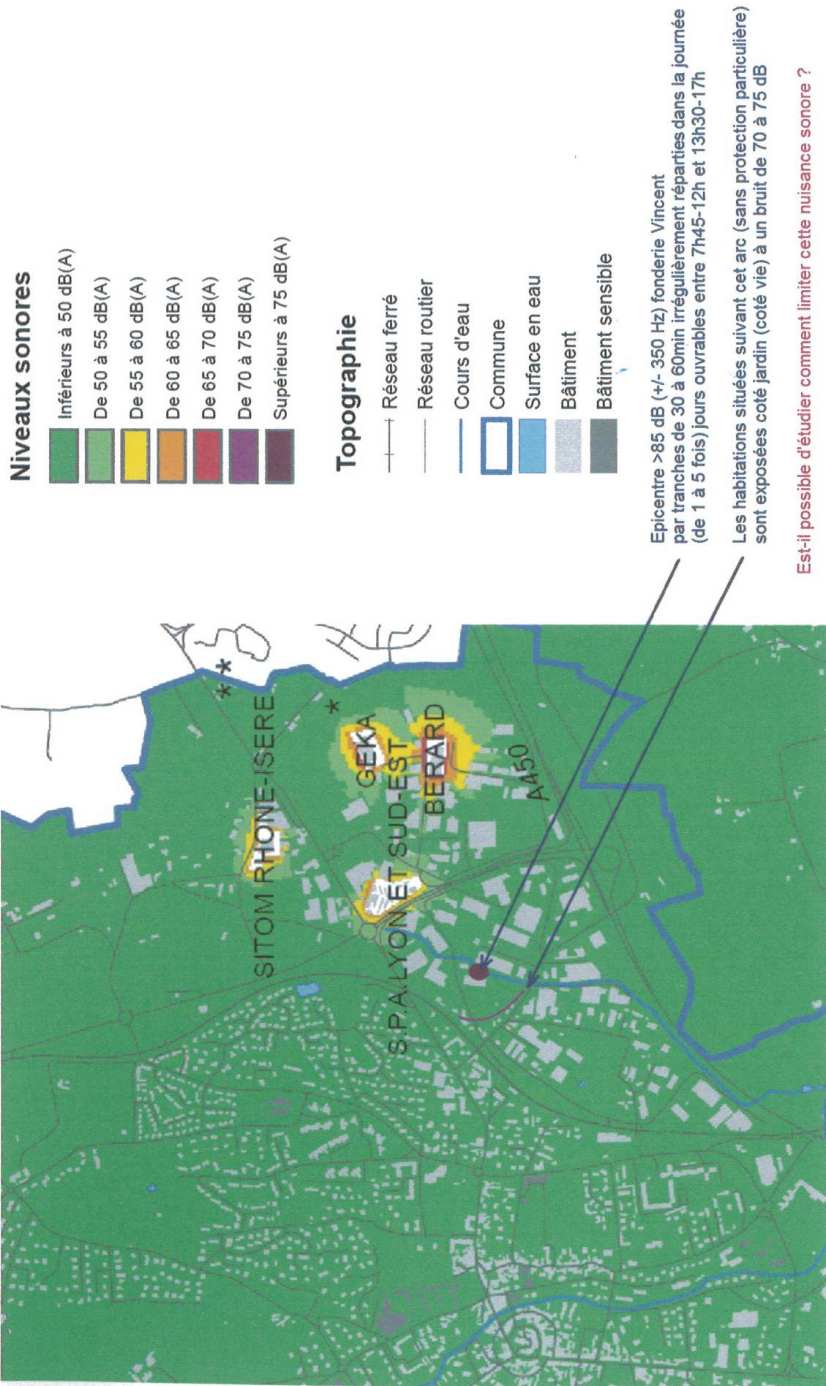 Niveaux sonores
Inférieurs à 50 dB(A)
De 50 à 55 dB(A)
De 55 à 60 dB(A)
De 60 à 65 dB(A)
De 65 à 70 dB(A)
De 70 à 75 dB(A)
Supérieurs à 75 dB(A)
Topographie
Réseau ferré
Réseau routier
Cours d'eau
Commune
Surface en eau
Bâtiment
Bâtiment sensible
SITOM RHONE-ISERE
GEKA
S.P.A.LYON ET SUD-EST
BERARD
A450
*
*
*
Epicentre >85 dB (+/- 350 Hz) fonderie Vincent
par tranches de 30 à 60min irrégulièrement réparties dans la journée
(de 1 à 5 fois) jours ouvrables entre 7h45-12h et 13h30-17h
Les habitations situées suivant cet arc (sans protection particulière)
sont exposées coté jardin (coté vie) à un bruit de 70 à 75 dB
Est-il possible d'étudier comment limiter cette nuisance sonore ?